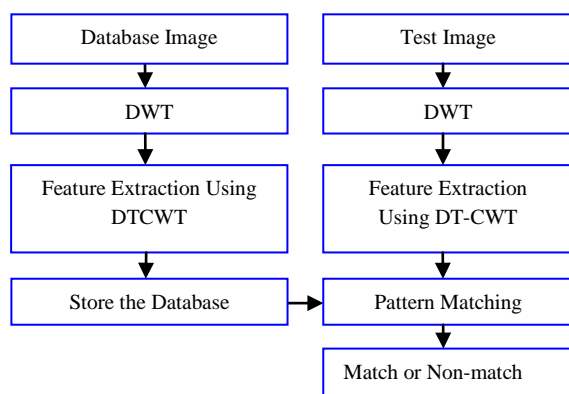 Database Image
Test Image
DWT
DWT
Feature Extraction Using
DTCWT
Feature Extraction
Using DT-CWT
Store the Database
Pattern Matching
Match or Non-match